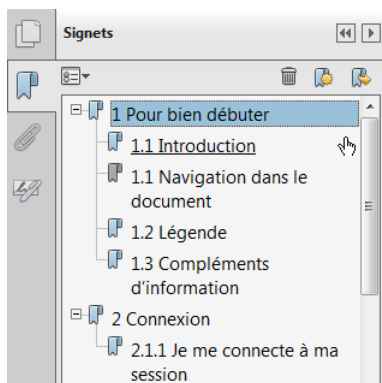 Signets
1 Pour bien débuter
1.1 Introduction
1.1 Navigation dans le
document
1.2 Légende
1.3 Compléments
d'information
2 Connexion
2.1.1 Je me connecte à ma
session